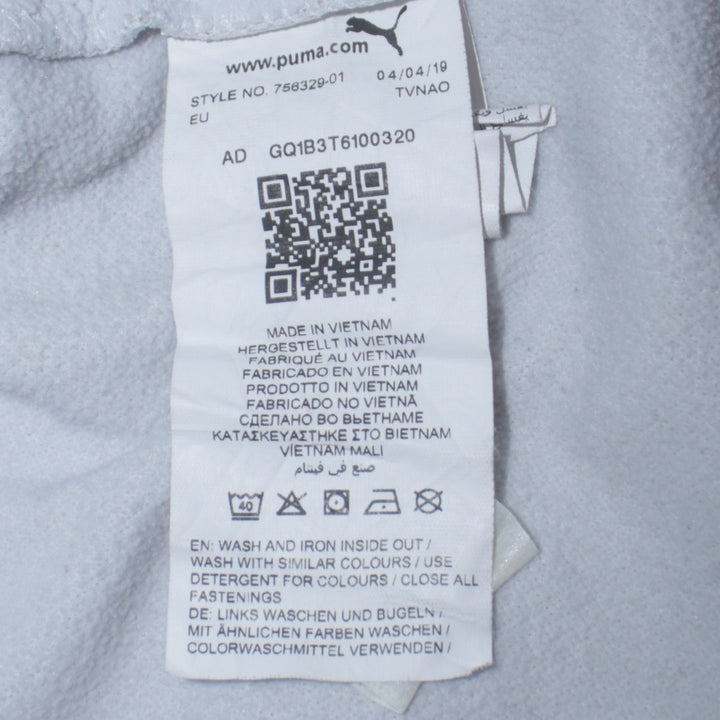 www.puma.com
STYLE NO. 756329-01 04/04/19
EU TVNAO
AD GQ1B3T6100320
MADE IN VIETNAM
HERGESTELLT IN VIETNAM
FABRIQUÉ AU VIETNAM
FABRICADO EN VIETNAM
PRODOTTO IN VIETNAM
FABRICADO NO VIETNÃ
СДЕЛАНО ВО ВЬЕТНАМЕ
ΚΑΤΑΣΚΕΥΑΣΤΗΚΕ ΣΤΟ ΒΙΕΤΝΑΜ
VİETNAM MALI
صنع في فيتنام
40
EN: WASH AND IRON INSIDE OUT /
WASH WITH SIMILAR COLOURS / USE
DETERGENT FOR COLOURS / CLOSE ALL
FASTENINGS
DE: LINKS WASCHEN UND BUGELN /
MIT ÄHNLICHEN FARBEN WASCHEN /
COLORWASCHMITTEL VERWENDEN /